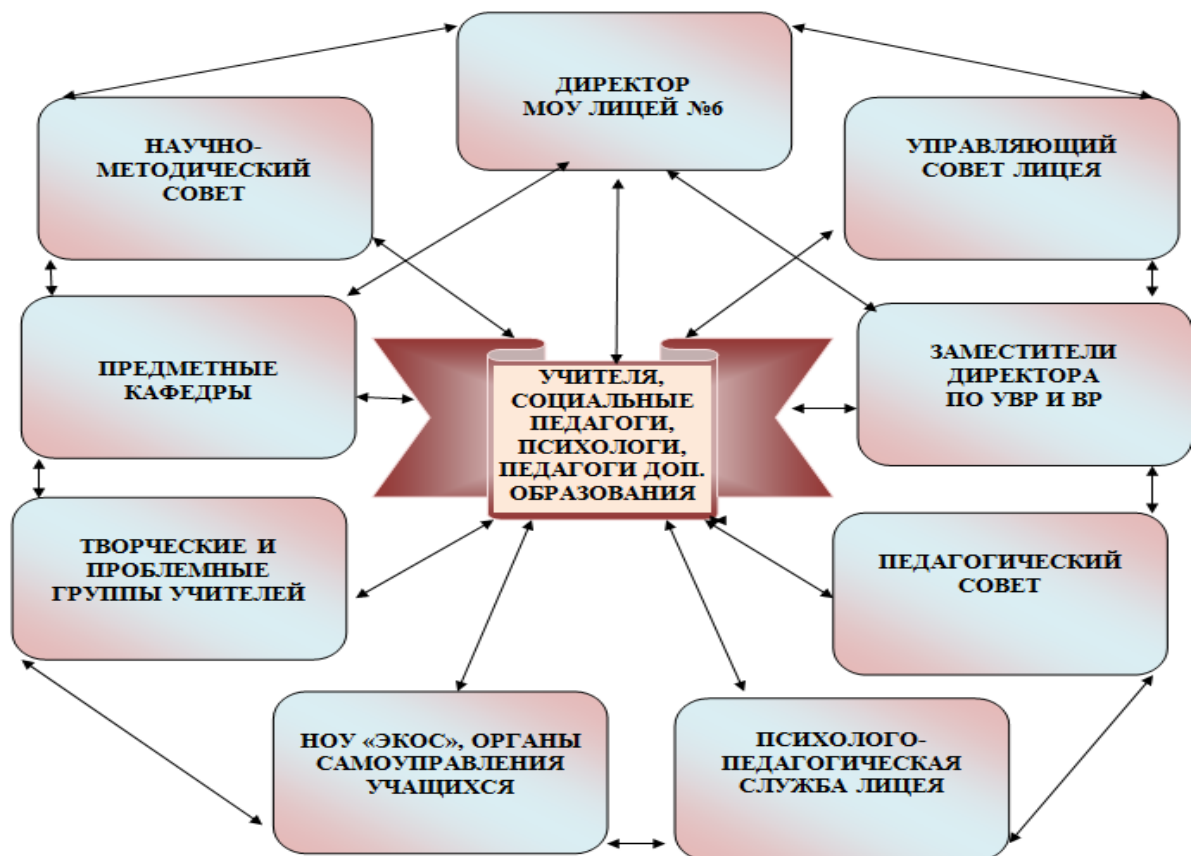 ДИРЕКТОР
МОУ ЛИЦЕЙ №6
НАУЧНО-
МЕТОДИЧЕСКИЙ
СОВЕТ
УПРАВЛЯЮЩИЙ
СОВЕТ ЛИЦЕЯ
ПРЕДМЕТНЫЕ
КАФЕДРЫ
УЧИТЕЛЯ,
СОЦИАЛЬНЫЕ
ПЕДАГОГИ,
ПСИХОЛОГИ,
ПЕДАГОГИ ДОП.
ОБРАЗОВАНИЯ
ЗАМЕСТИТЕЛИ
ДИРЕКТОРА
ПО УВР И ВР
ТВОРЧЕСКИЕ И
ПРОБЛЕМНЫЕ
ГРУППЫ УЧИТЕЛЕЙ
ПЕДАГОГИЧЕСКИЙ
СОВЕТ
НОУ «ЭКОС», ОРГАНЫ
САМОУПРАВЛЕНИЯ
УЧАЩИХСЯ
ПСИХОЛОГО-
ПЕДАГОГИЧЕСКАЯ
СЛУЖБА ЛИЦЕЯ